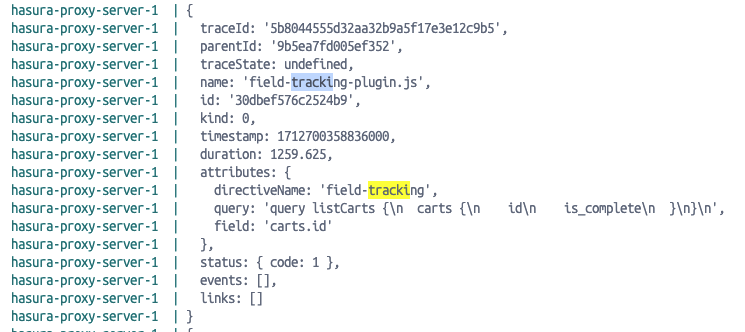 hasura-proxy-server-1  | {
hasura-proxy-server-1  |   traceId: '5b8044555d32aa32b9a5f17e3e12c9b5',
hasura-proxy-server-1  |   parentId: '9b5ea7fd005ef352',
hasura-proxy-server-1  |   traceState: undefined,
hasura-proxy-server-1  |   name: 'field-tracking-plugin.js',
hasura-proxy-server-1  |   id: '30dbef576c2524b9',
hasura-proxy-server-1  |   kind: 0,
hasura-proxy-server-1  |   timestamp: 1712700358836000,
hasura-proxy-server-1  |   duration: 1259.625,
hasura-proxy-server-1  |   attributes: {
hasura-proxy-server-1  |     directiveName: 'field-tracking',
hasura-proxy-server-1  |     query: 'query listCarts {\n  carts {\n    id\n    is_complete\n  }\n}\n',
hasura-proxy-server-1  |     field: 'carts.id'
hasura-proxy-server-1  |   },
hasura-proxy-server-1  |   status: { code: 1 },
hasura-proxy-server-1  |   events: [],
hasura-proxy-server-1  |   links: []
hasura-proxy-server-1  | }